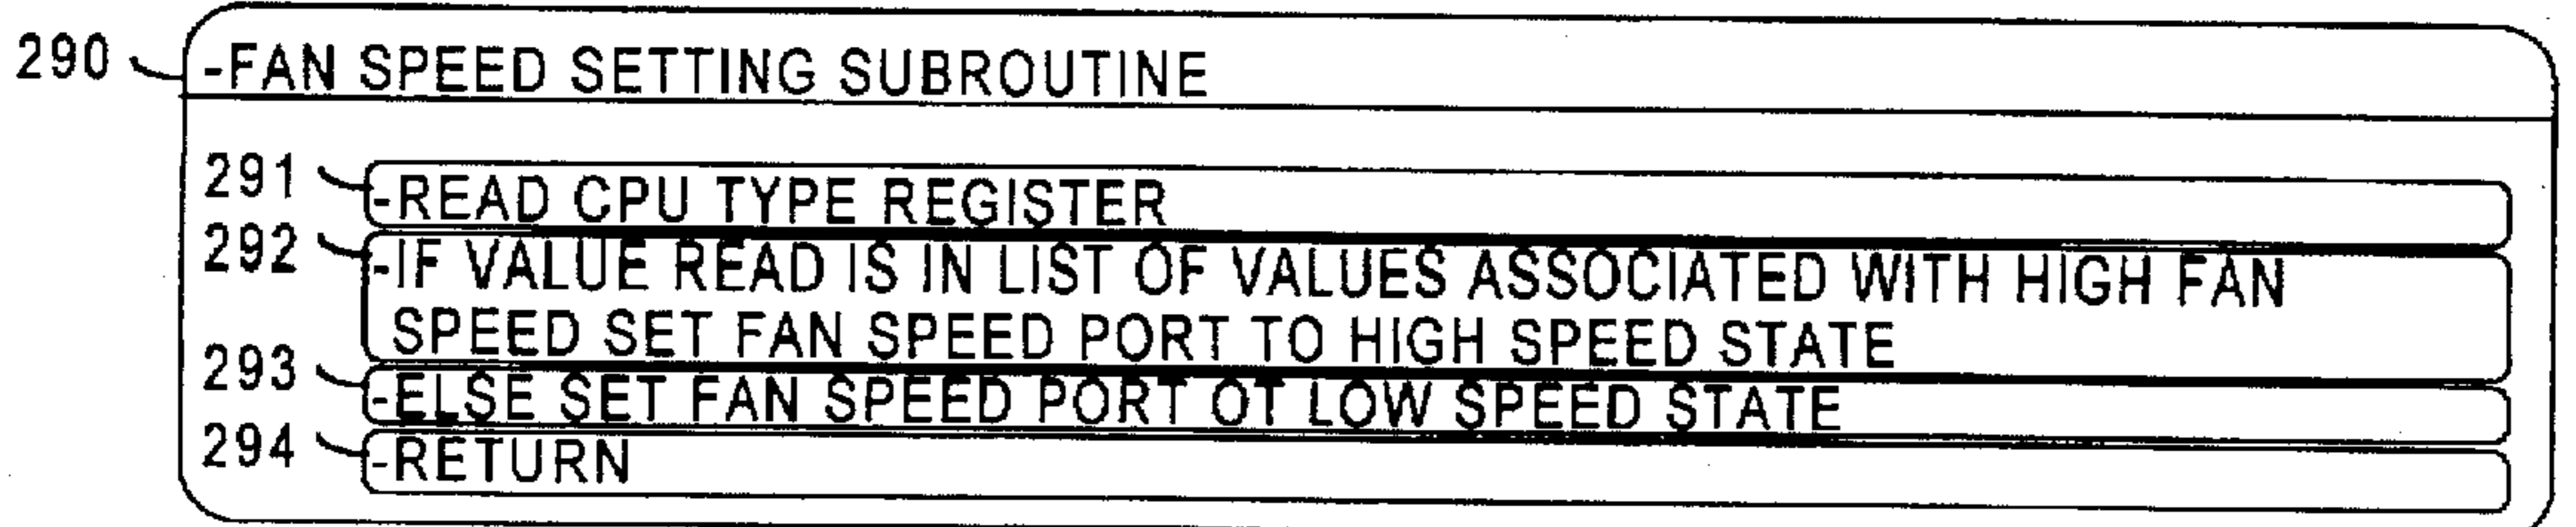 290 -FAN SPEED SETTING SUBROUTINE
291 -READ CPU TYPE REGISTER
292 -IF VALUE READ IS IN LIST OF VALUES ASSOCIATED WITH HIGH FAN
SPEED SET FAN SPEED PORT TO HIGH SPEED STATE
293 -ELSE SET FAN SPEED PORT OT LOW SPEED STATE
294 -RETURN